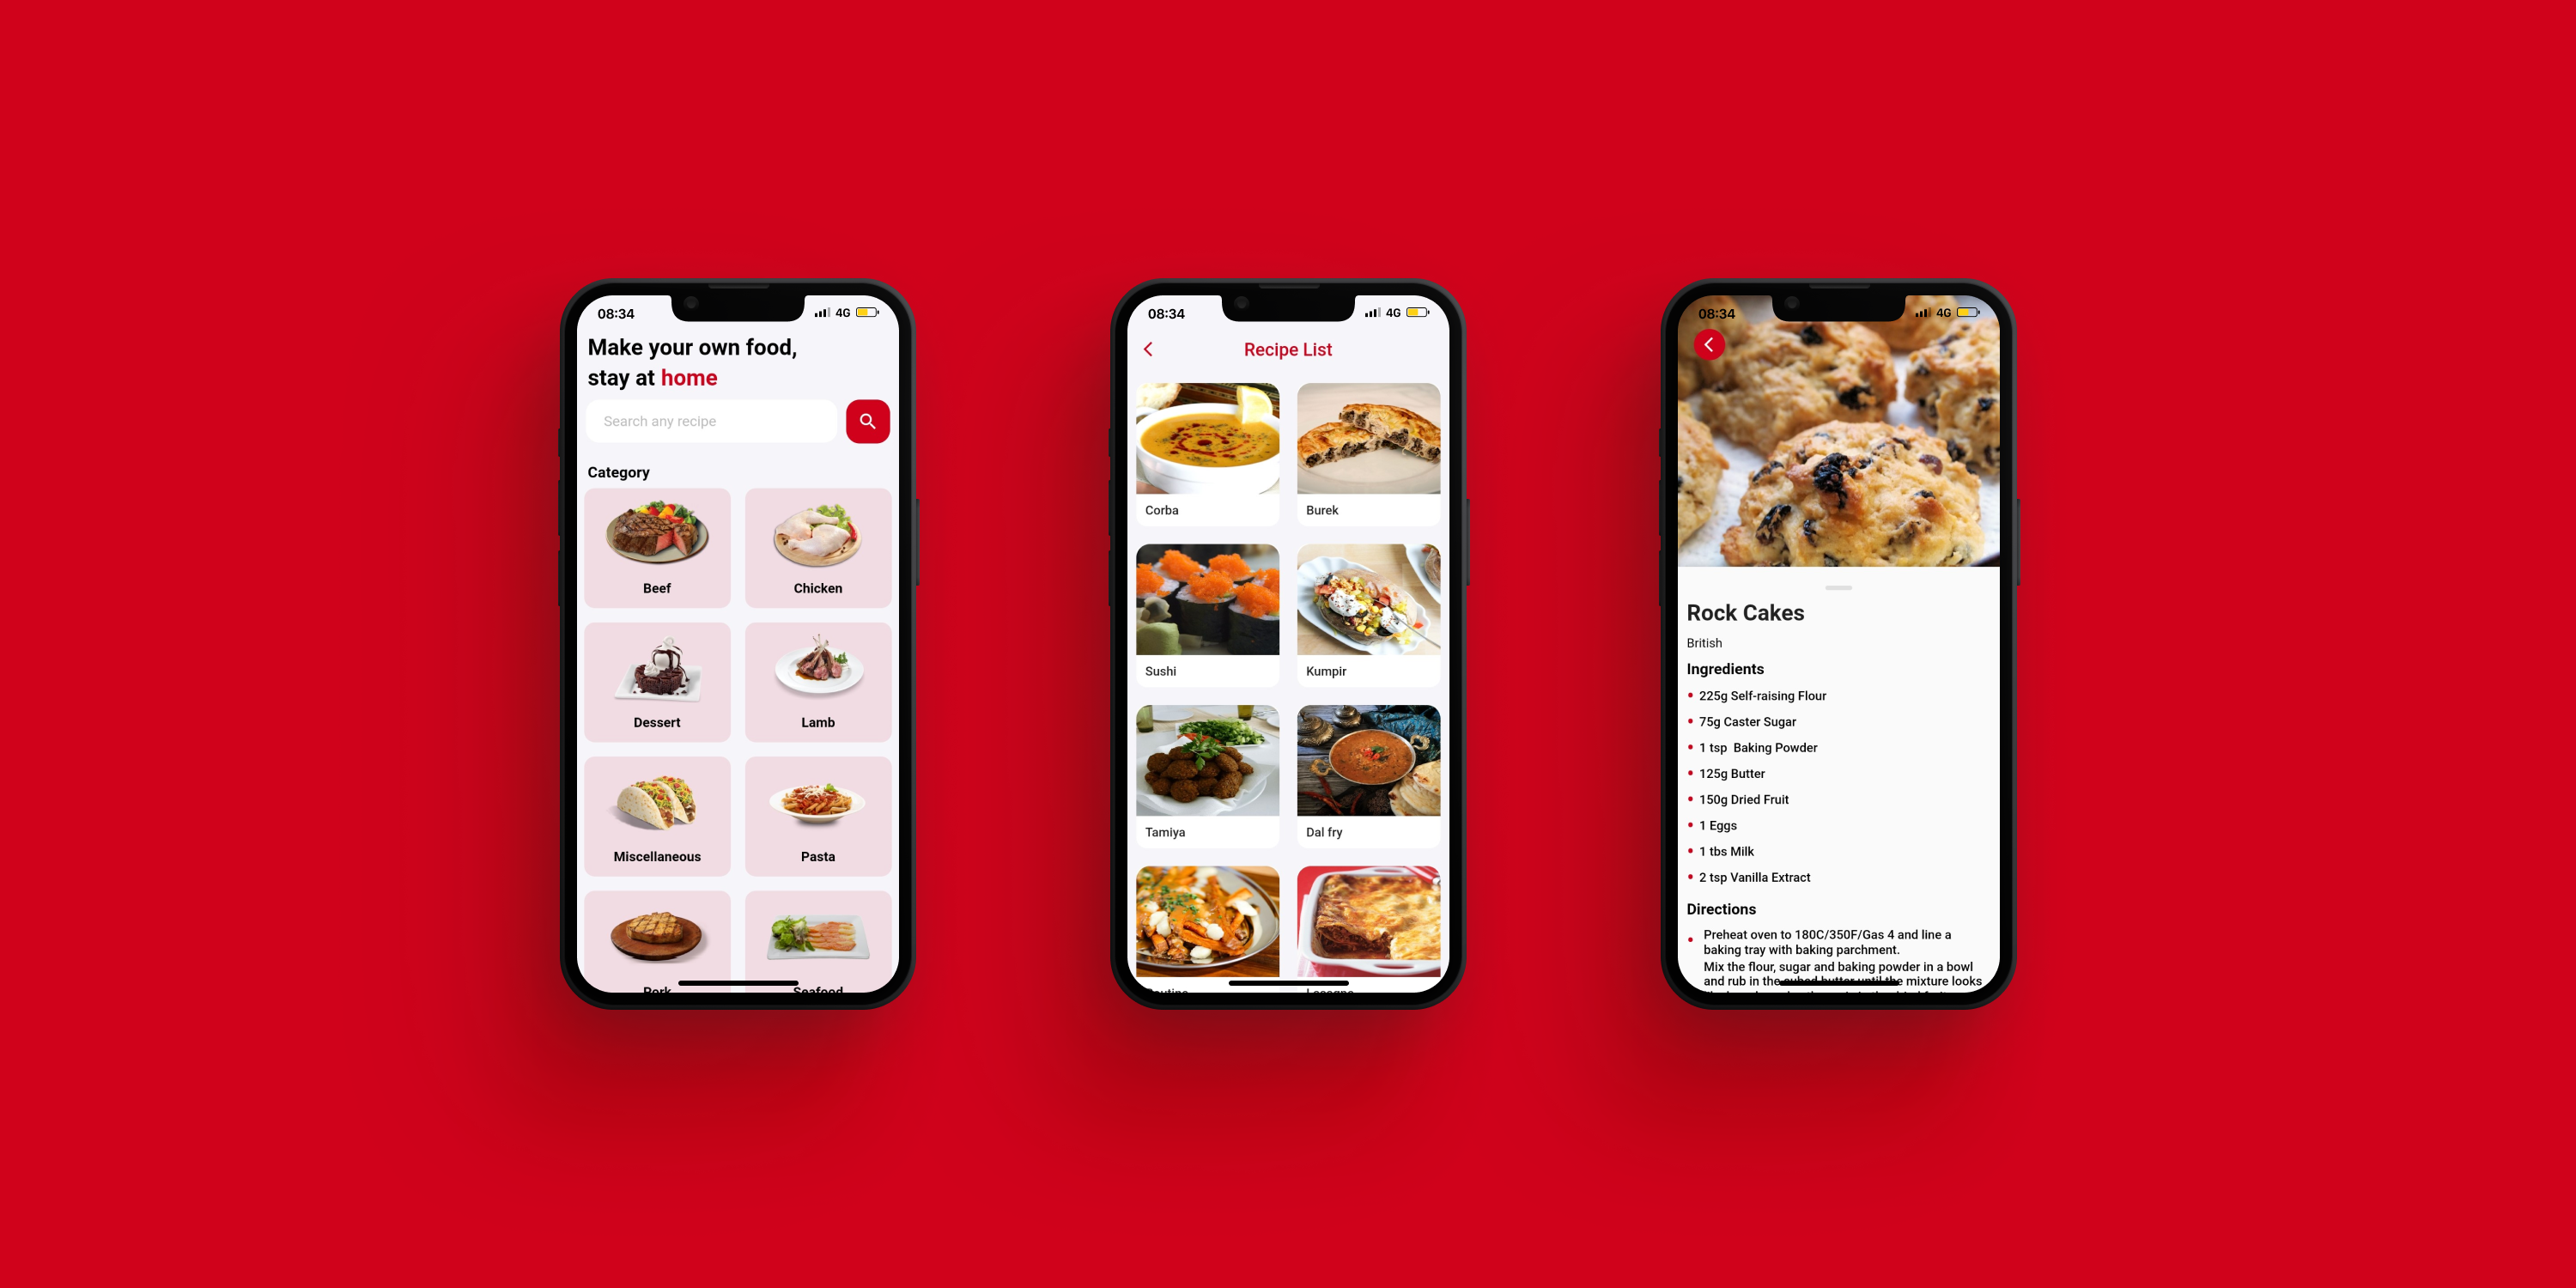 08:34
4G
Make your own food,
stay at home
Search any recipe
Category
Beef
Chicken
Dessert
Lamb
Miscellaneous
Pasta
Pork
Seafood
08:34
4G
Recipe List
Corba
Burek
Sushi
Kumpir
Tamiya
Dal fry
08:34
4G
Rock Cakes
British
Ingredients
• 225g Self-raising Flour
• 75g Caster Sugar
• 1 tsp  Baking Powder
• 125g Butter
• 150g Dried Fruit
• 1 Eggs
• 1 tbs Milk
• 2 tsp Vanilla Extract
Directions
• Preheat oven to 180C/350F/Gas 4 and line a
baking tray with baking parchment.
Mix the flour, sugar and baking powder in a bowl
and rub in the cubed butter until the mixture looks